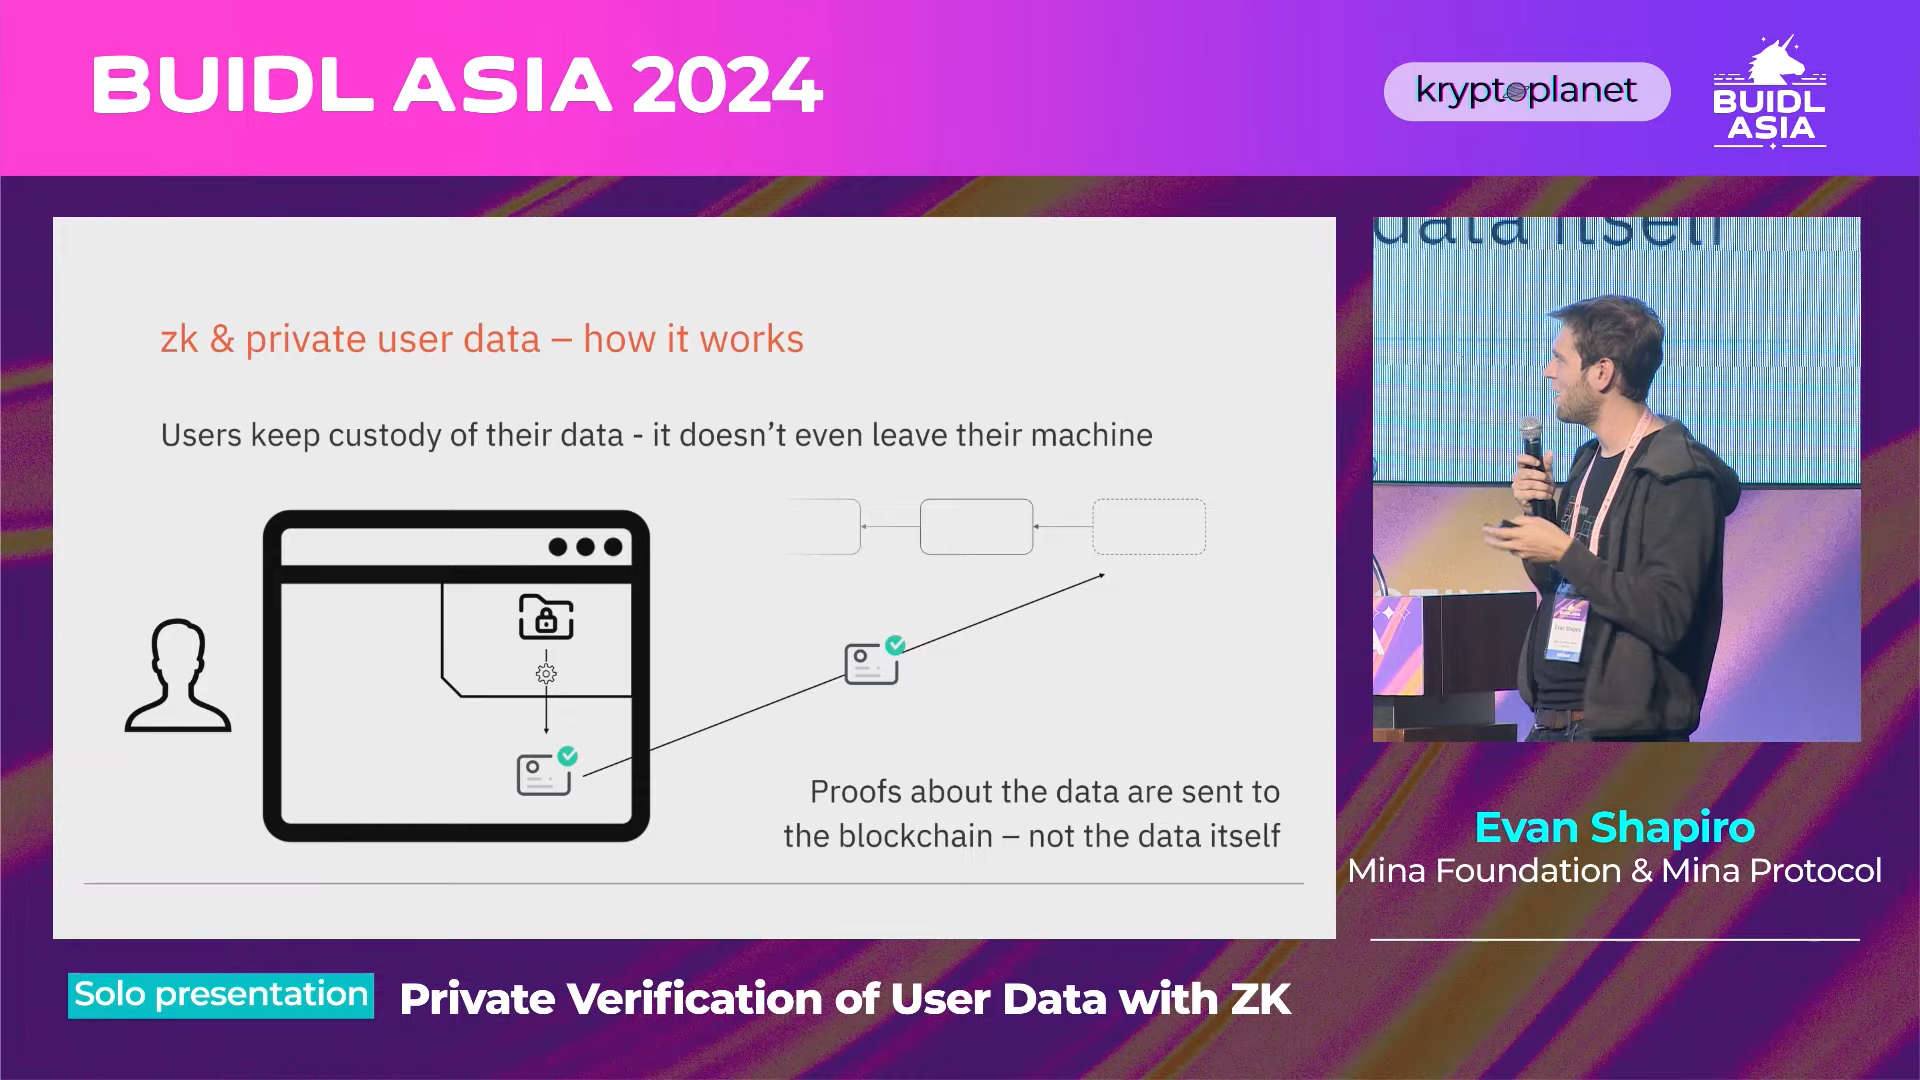 BUIDL ASIA 2024
kryptoplanet
BUIDL
ASIA
zk & private user data – how it works
Users keep custody of their data - it doesn’t even leave their machine
Proofs about the data are sent to
the blockchain – not the data itself
data itself
Evan Shapiro
Evan Shapiro
Mina Foundation & Mina Protocol
Solo presentation
Private Verification of User Data with ZK